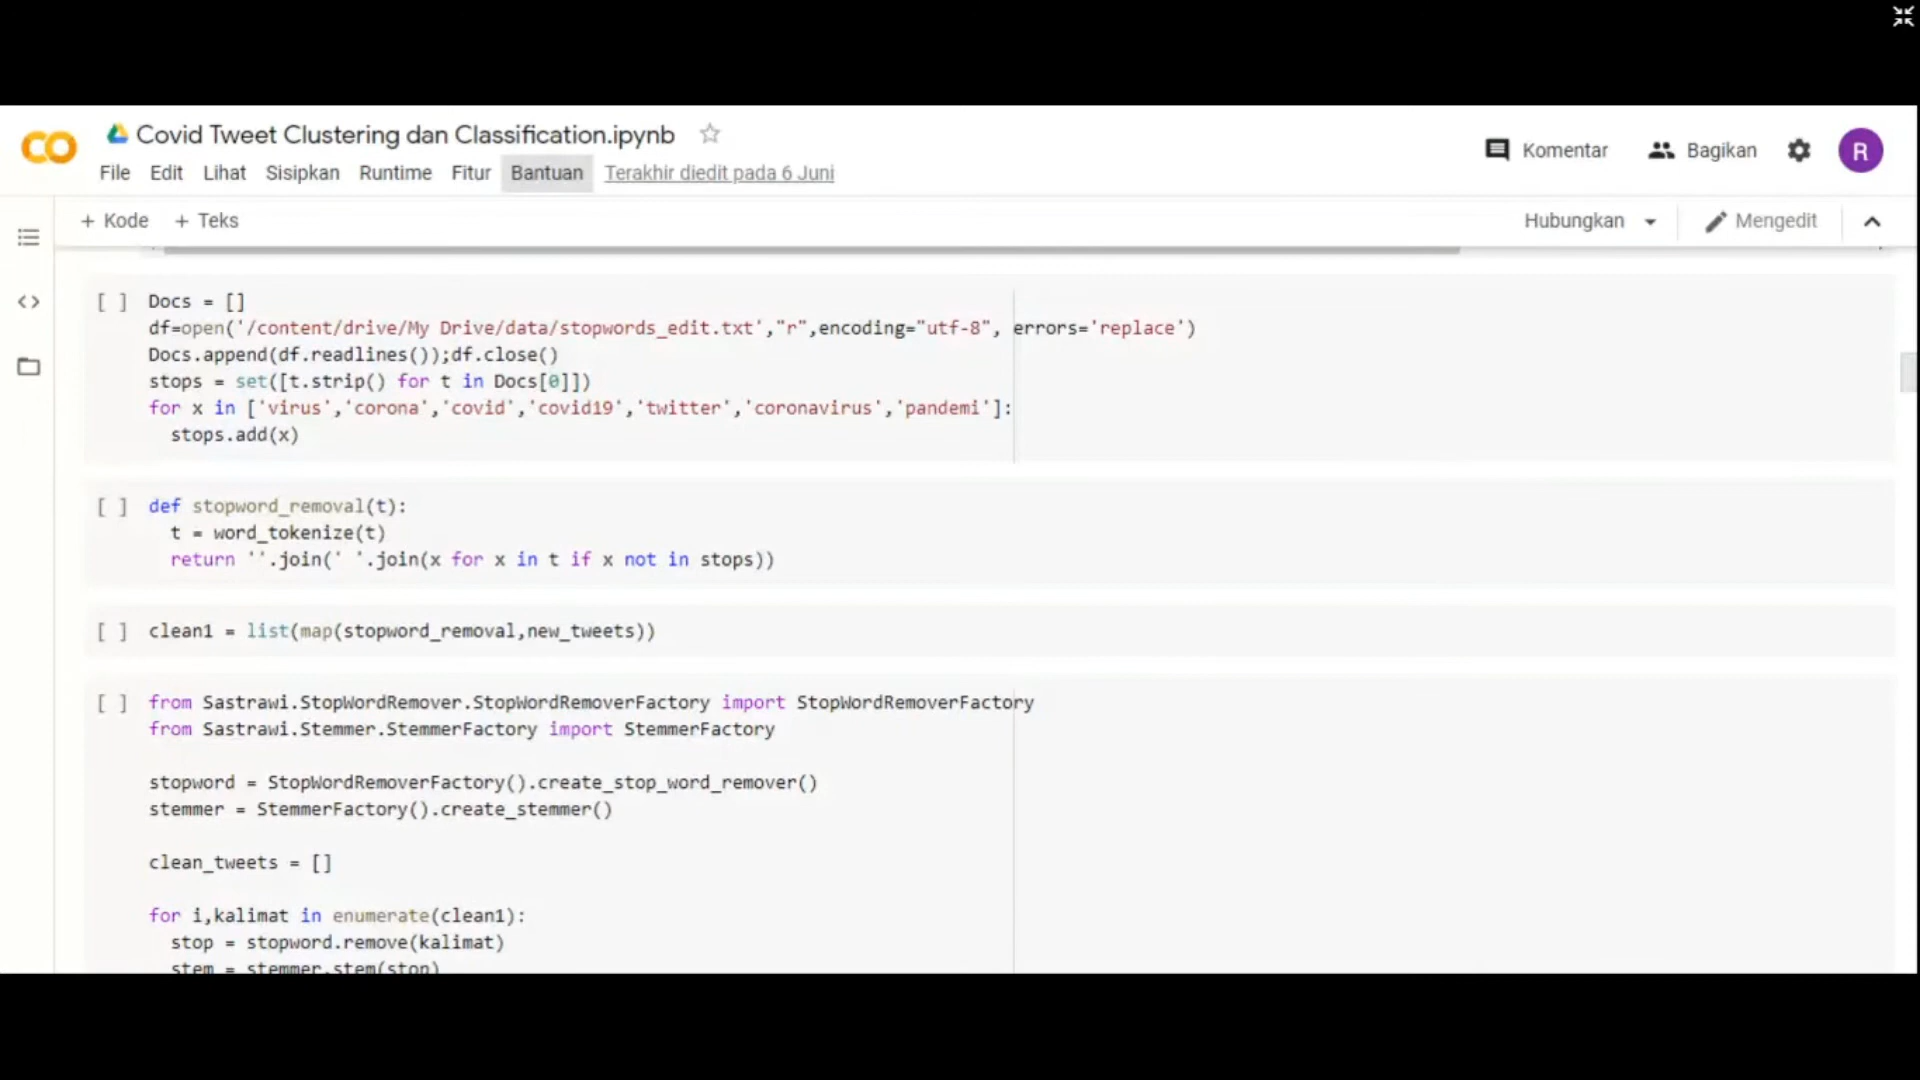 Covid Tweet Clustering dan Classification.ipynb
File Edit Lihat Sisipkan Runtime Fitur Bantuan Terakhir diedit pada 6 Juni
Komentar Bagikan R
+ Kode + Teks
Hubungkan Mengedit
[ ] Docs = []
df=open('/content/drive/My Drive/data/stopwords_edit.txt',"r",encoding="utf-8", errors='replace')
Docs.append(df.readlines());df.close()
stops = set([t.strip() for t in Docs[0]])
for x in ['virus','corona','covid','covid19','twitter','coronavirus','pandemi']:
  stops.add(x)
[ ] def stopword_removal(t):
  t = word_tokenize(t)
  return ''.join(' '.join(x for x in t if x not in stops))
[ ] clean1 = list(map(stopword_removal,new_tweets))
[ ] from Sastrawi.StopWordRemover.StopWordRemoverFactory import StopWordRemoverFactory
from Sastrawi.Stemmer.StemmerFactory import StemmerFactory
stopword = StopWordRemoverFactory().create_stop_word_remover()
stemmer = StemmerFactory().create_stemmer()
clean_tweets = []
for i,kalimat in enumerate(clean1):
  stop = stopword.remove(kalimat)
  stem = stemmer.stem(stop)